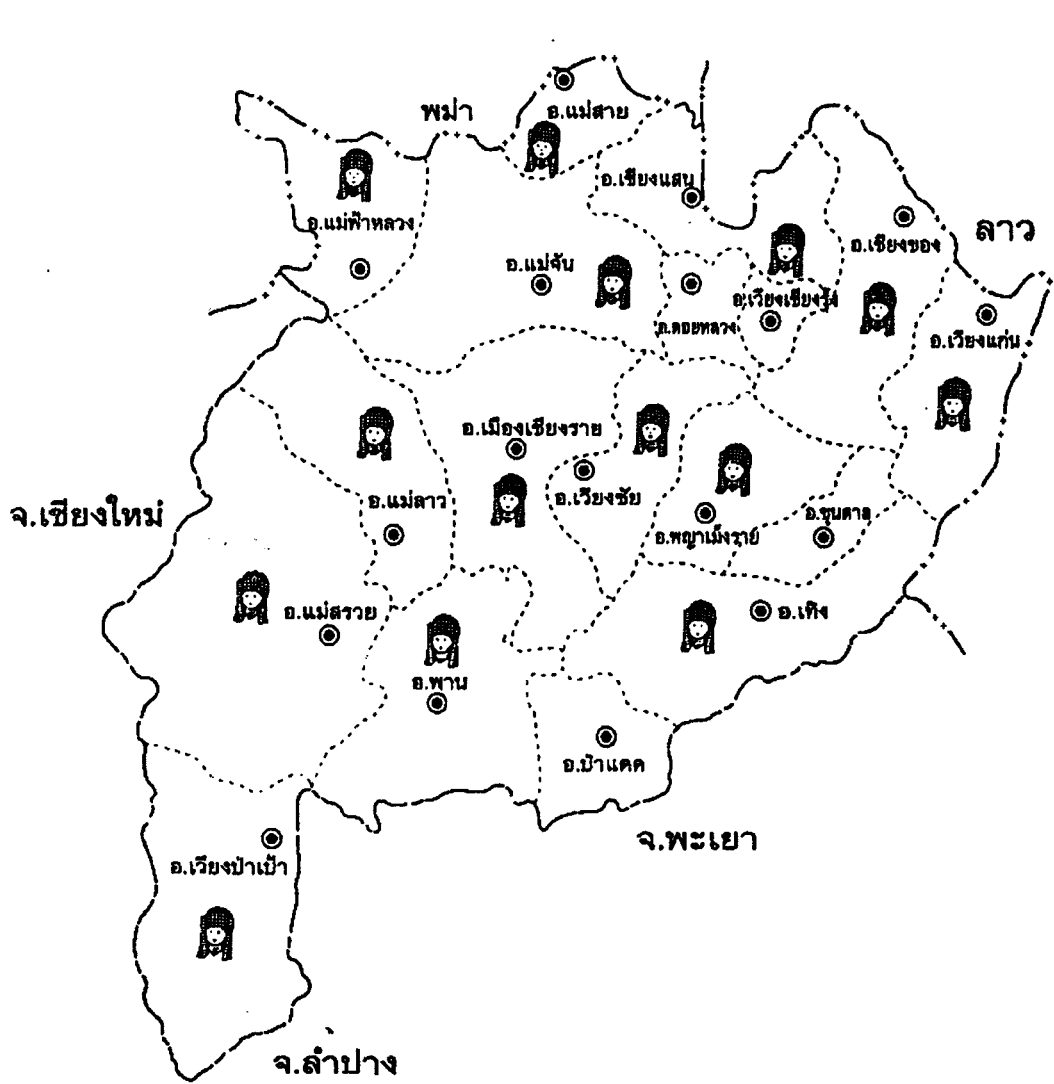 พม่า
อ.แม่สาย
อ.เชียงแสน
อ.แม่ฟ้าหลวง
ลาว
อ.เชียงของ
อ.แม่จัน
อ.เวียงเชียงรุ้ง
อ.ดอยหลวง
อ.เวียงแก่น
อ.เมืองเชียงราย
อ.เวียงชัย
อ.แม่ลาว
จ.เชียงใหม่
อ.ขุนตาล
อ.พญาเม็งราย์
อ.แม่สรวย
อ.เทิง
อ.พาน
อ.ป่าแดด
จ.พะเยา
อ.เวียงป่าเป้า
จ.ลำปาง